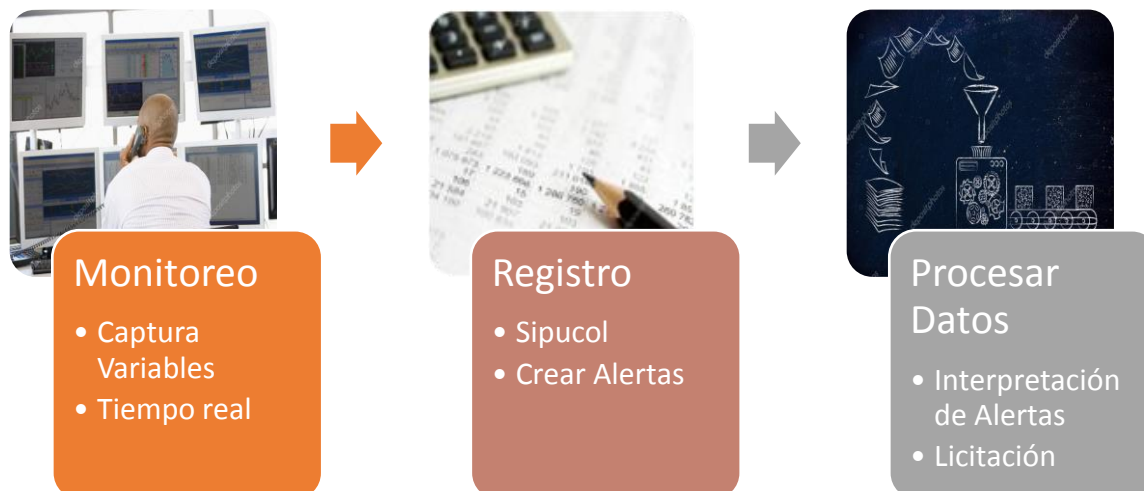 Monitoreo
• Captura
Variables
• Tiempo real
Registro
• Sipucol
• Crear Alertas
Procesar
Datos
• Interpretación
de Alertas
• Licitación